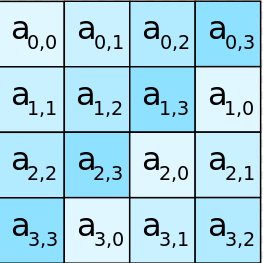 a0,0 a0,1 a0,2 a0,3
a1,1 a1,2 a1,3 a1,0
a2,2 a2,3 a2,0 a2,1
a3,3 a3,0 a3,1 a3,2